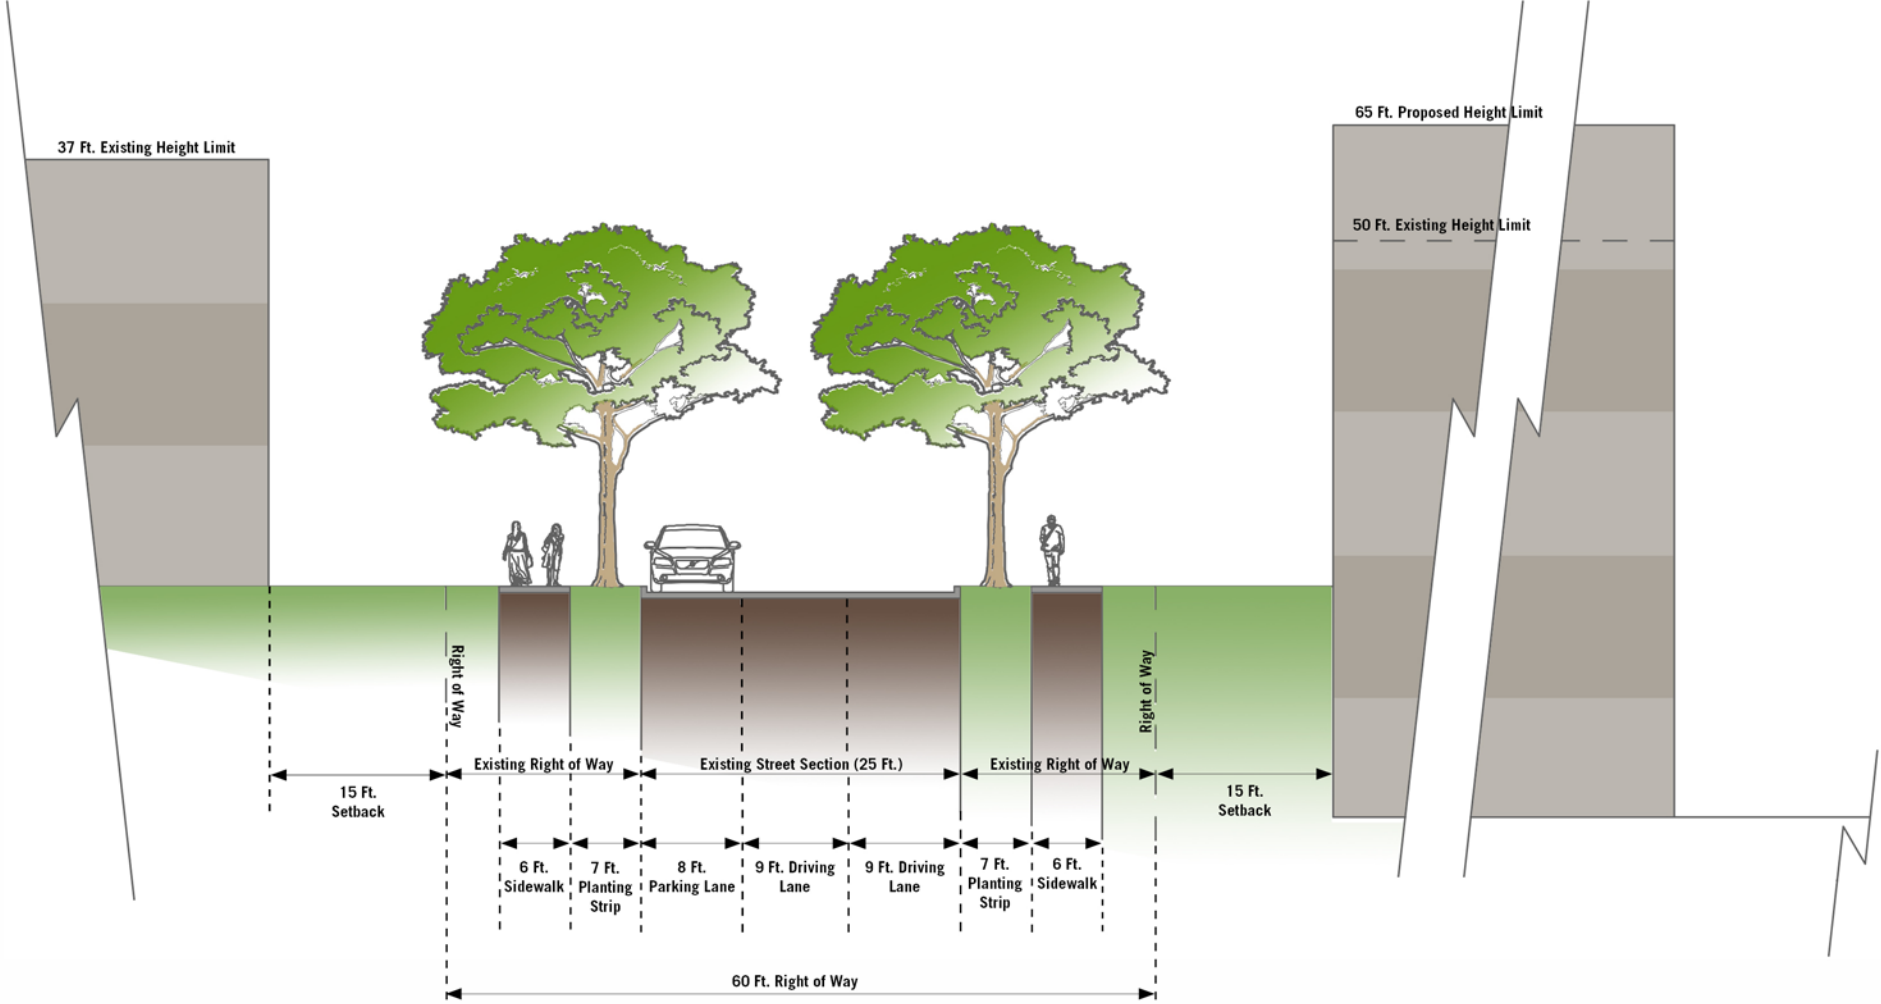 65 Ft. Proposed Height Limit
37 Ft. Existing Height Limit
50 Ft. Existing Height Limit
Right of Way
Right of Way
Existing Right of Way
Existing Street Section (25 Ft.)
Existing Right of Way
15 Ft.
Setback
15 Ft.
Setback
6 Ft.
Sidewalk
7 Ft.
Planting
Strip
8 Ft.
Parking Lane
9 Ft. Driving
Lane
9 Ft. Driving
Lane
7 Ft.
Planting
Strip
6 Ft.
Sidewalk
60 Ft. Right of Way